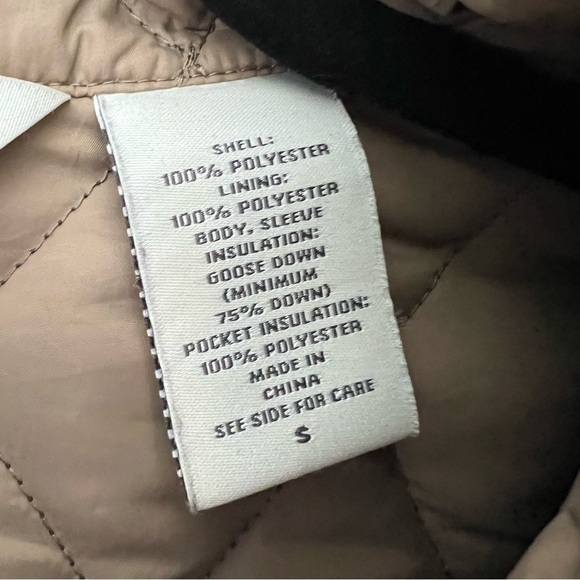 SHELL:
100% POLYESTER
LINING:
100% POLYESTER
BODY, SLEEVE
INSULATION:
GOOSE DOWN
(MINIMUM
75% DOWN)
POCKET INSULATION:
100% POLYESTER
MADE IN
CHINA
SEE SIDE FOR CARE
S